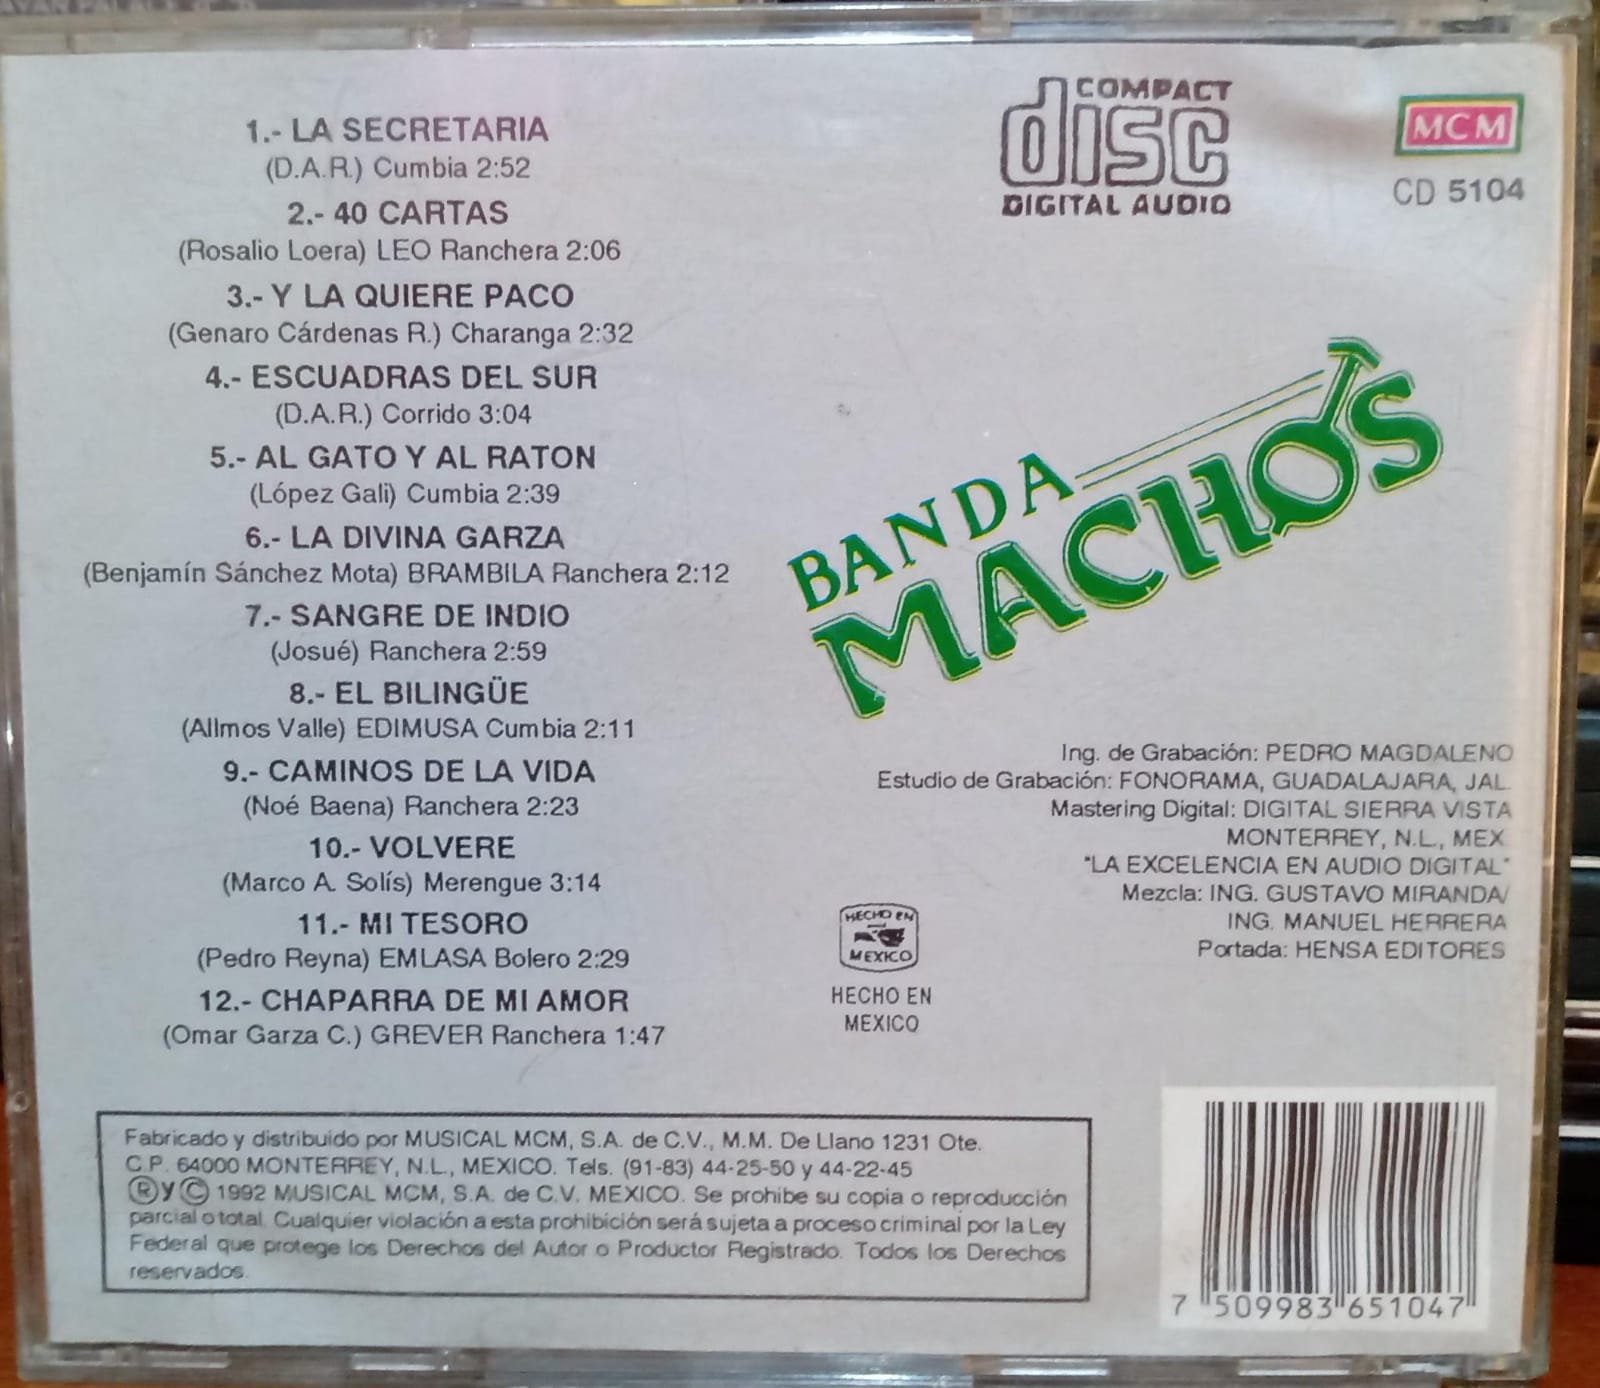 1.- LA SECRETARIA
(D.A.R.) Cumbia 2:52
2.- 40 CARTAS
(Rosalio Loera) LEO Ranchera 2:06
3.- Y LA QUIERE PACO
(Genaro Cárdenas R.) Charanga 2:32
4.- ESCUADRAS DEL SUR
(D.A.R.) Corrido 3:04
5.- AL GATO Y AL RATON
(López Gali) Cumbia 2:39
6.- LA DIVINA GARZA
(Benjamín Sánchez Mota) BRAMBILA Ranchera 2:12
7.- SANGRE DE INDIO
(Josué) Ranchera 2:59
8.- EL BILINGÜE
(Allmos Valle) EDIMUSA Cumbia 2:11
9.- CAMINOS DE LA VIDA
(Noé Baena) Ranchera 2:23
10.- VOLVERE
(Marco A. Solís) Merengue 3:14
11.- MI TESORO
(Pedro Reyna) EMLASA Bolero 2:29
12.- CHAPARRA DE MI AMOR
(Omar Garza C.) GREVER Ranchera 1:47
COMPACT
disc
DIGITAL AUDIO
MCM
CD 5104
BANDA
MACHOS
Ing. de Grabación: PEDRO MAGDALENO
Estudio de Grabación: FONORAMA, GUADALAJARA, JAL.
Mastering Digital: DIGITAL SIERRA VISTA
MONTERREY, N.L., MEX.
"LA EXCELENCIA EN AUDIO DIGITAL"
Mezcla: ING. GUSTAVO MIRANDA/
ING. MANUEL HERRERA
Portada: HENSA EDITORES
HECHO EN
MEXICO
HECHO EN
MEXICO
Fabricado y distribuido por MUSICAL MCM, S.A. de C.V., M.M. De Llano 1231 Ote.
C.P. 64000 MONTERREY, N.L., MEXICO. Tels. (91-83) 44-25-50 y 44-22-45
Ⓡ y Ⓒ 1992 MUSICAL MCM, S.A. de C.V. MEXICO. Se prohibe su copia o reproducción
parcial o total. Cualquier violación a esta prohibición será sujeta a proceso criminal por la Ley
Federal que protege los Derechos del Autor o Productor Registrado. Todos los Derechos
reservados.
7 509983 651047